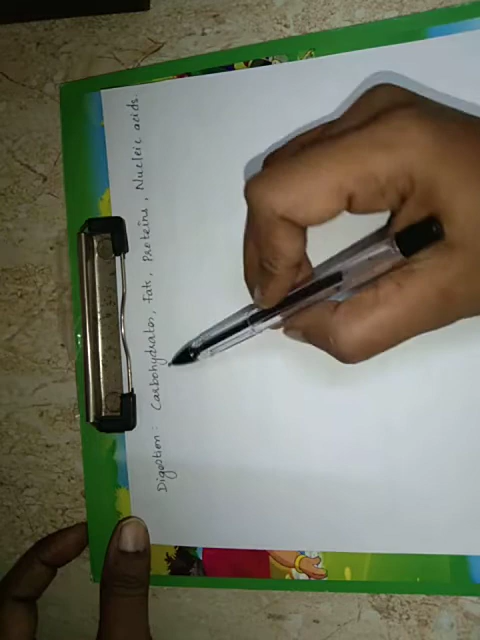 Digestion: Carbohydrates, Fats, Proteins, Nucleic acids.